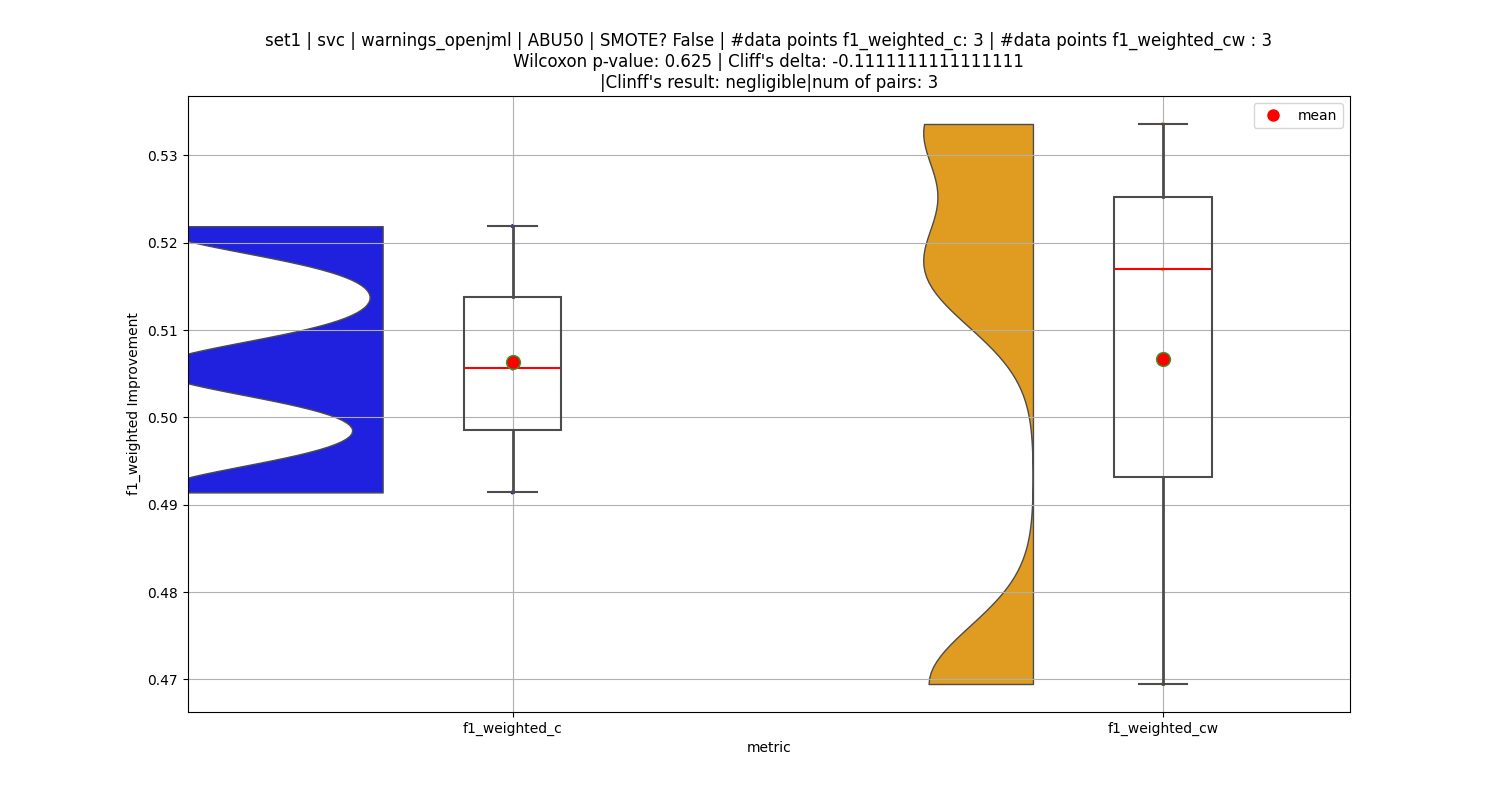 set1 | svc | warnings_openjml | ABU50 | SMOTE? False | #data points f1_weighted_c: 3 | #data points f1_weighted_cw : 3
Wilcoxon p-value: 0.625 | Cliff's delta: -0.1111111111111111
|Clinff's result: negligible|num of pairs: 3
mean
0.53
0.52
0.51
0.50
0.49
0.48
0.47
f1_weighted Improvement
f1_weighted_c
f1_weighted_cw
metric